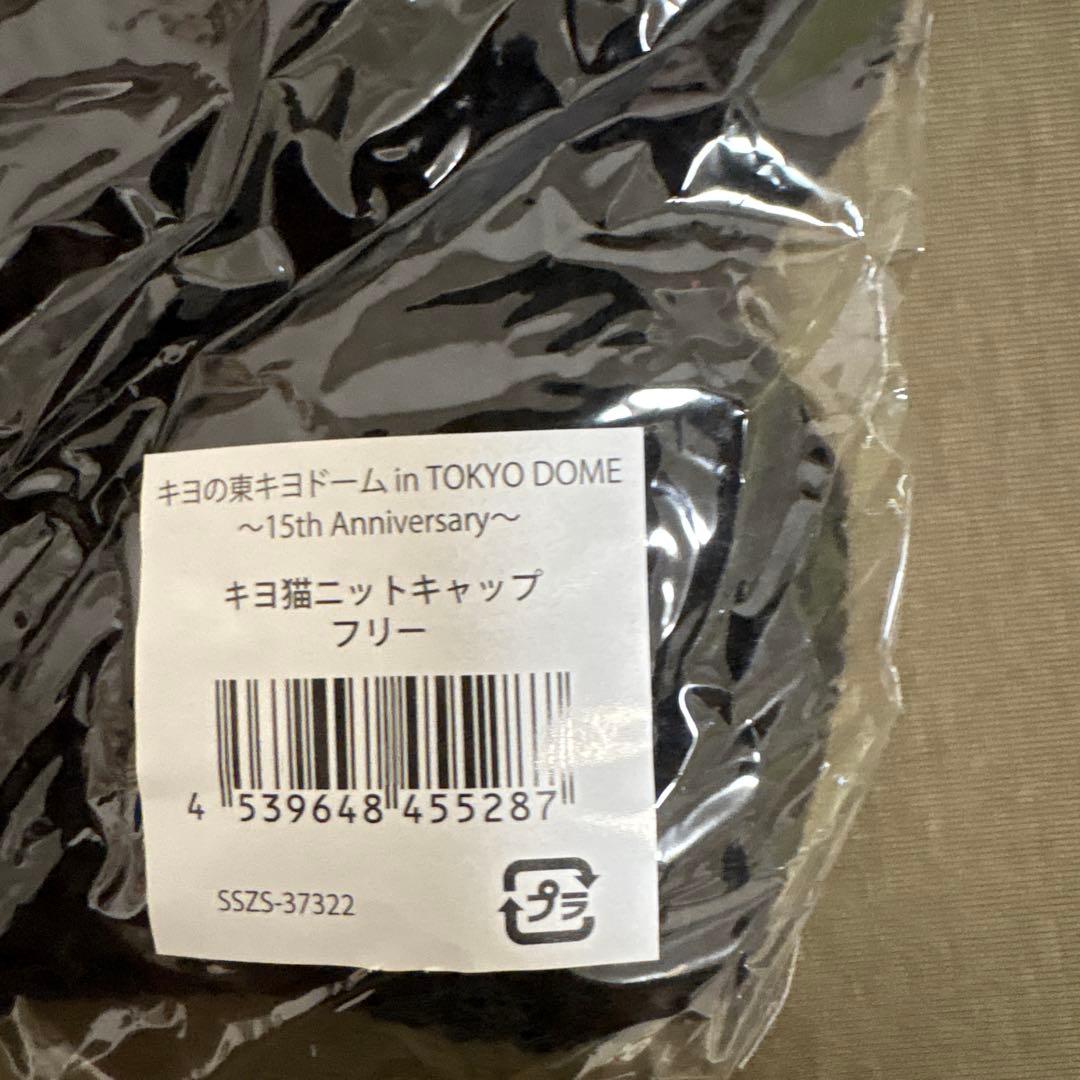 キヨの東キヨドーム in TOKYO DOME
～15th Anniversary～
キヨ猫ニットキャップ
フリー
4 539648 455287
SSZS-37322
プラ